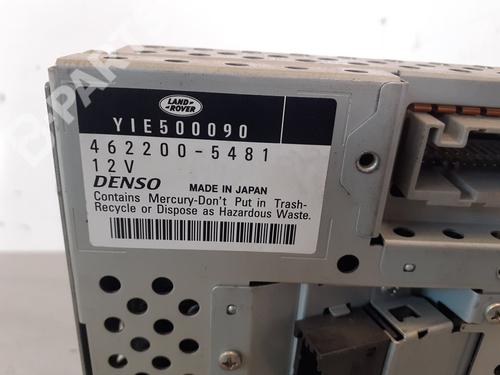 LAND
ROVER
YIE500090
462200-5481
12V
DENSO MADE IN JAPAN
Contains Mercury-Don't Put in Trash-
Recycle or Dispose as Hazardous Waste.
B-PARTS